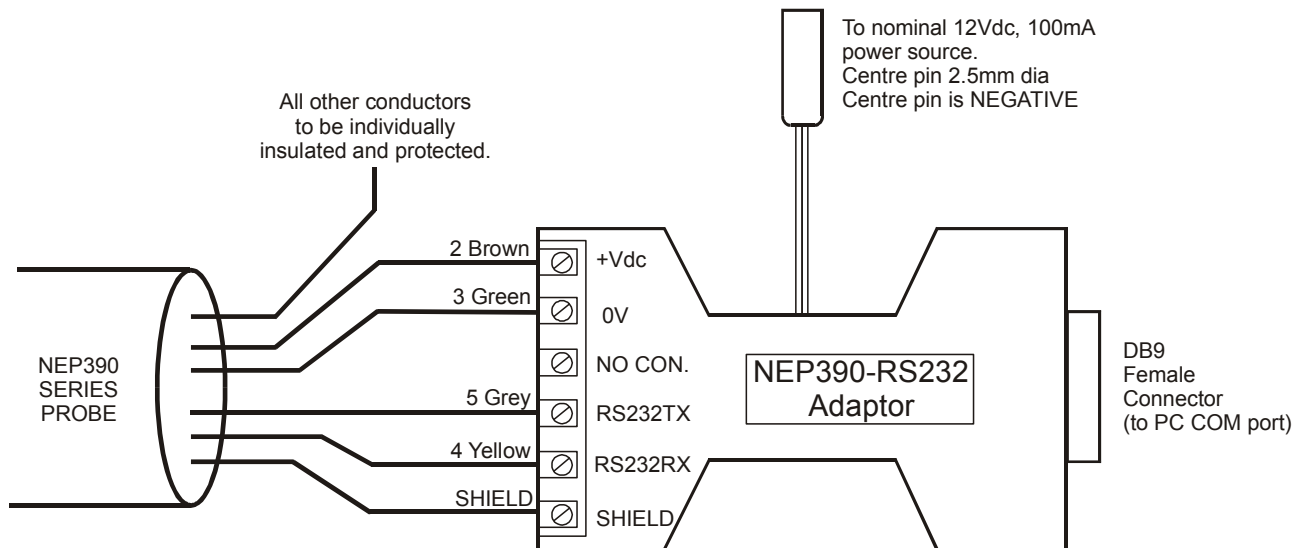 To nominal 12Vdc, 100mA
power source.
Centre pin 2.5mm dia
Centre pin is NEGATIVE
All other conductors
to be individually
insulated and protected.
2 Brown
+Vdc
3 Green
0V
NO CON.
5 Grey
RS232TX
4 Yellow
RS232RX
SHIELD
SHIELD
NEP390
SERIES
PROBE
NEP390-RS232
Adaptor
DB9
Female
Connector
(to PC COM port)